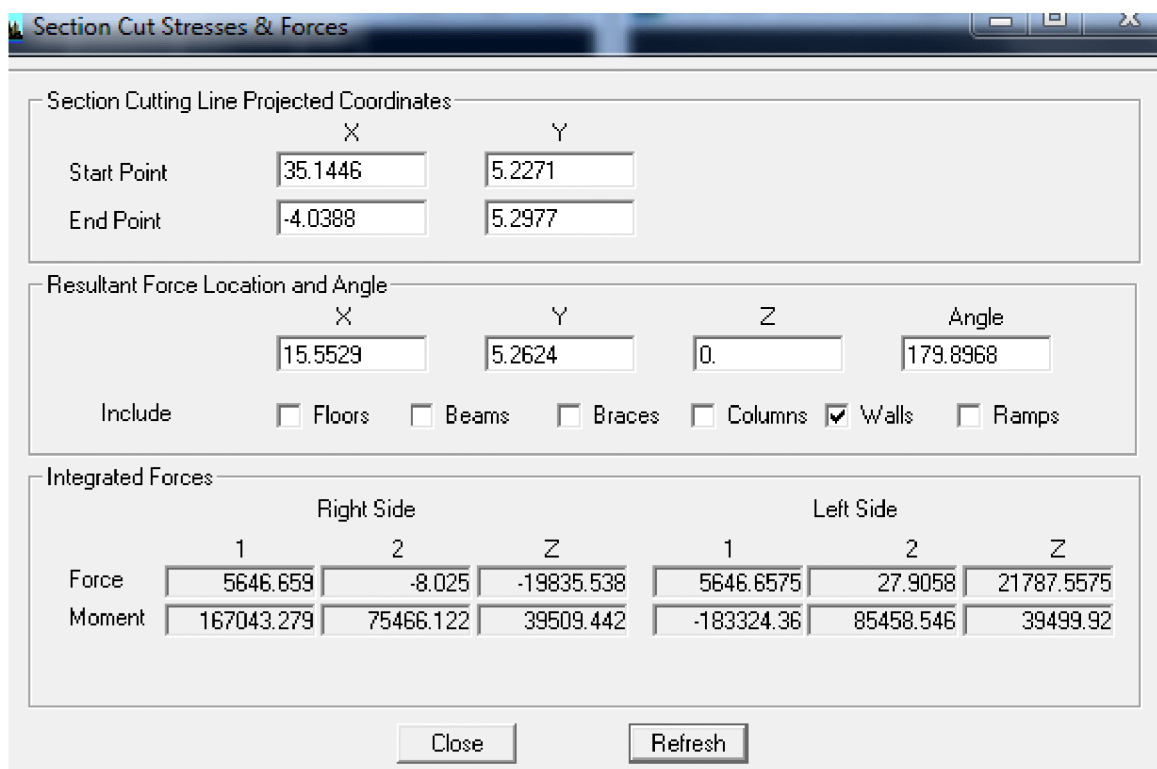 Section Cut Stresses & Forces
Section Cutting Line Projected Coordinates
X Y
Start Point 35.1446 5.2271
End Point -4.0388 5.2977
Resultant Force Location and Angle
X Y Z Angle
15.5529 5.2624 0. 179.8968
Include Floors Beams Braces Columns Walls Ramps
Integrated Forces
Right Side Left Side
1 2 Z 1 2 Z
Force 5646.659 -8.025 -19835.538 5646.6575 27.9058 21787.5575
Moment 167043.279 75466.122 39509.442 -183324.36 85458.546 39499.92
Close Refresh